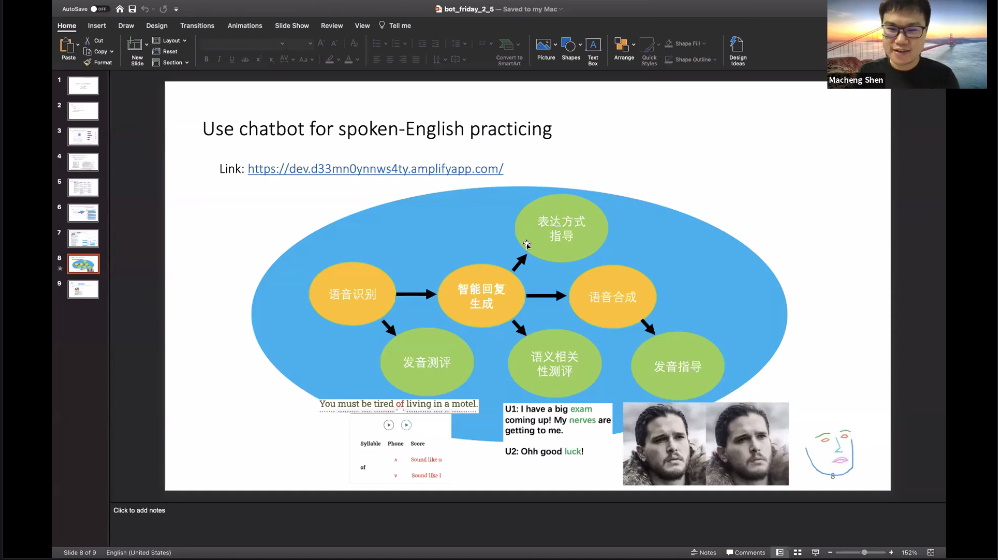 AutoSave OFF
bot_friday_2_5 — Saved to my Mac
Home Insert Draw Design Transitions Animations Slide Show Review View Tell me
Paste
Cut
Copy
Format
New Slide
Layout
Reset
Section
Convert to SmartArt
Picture
Shapes
Text Box
Arrange
Quick Styles
Shape Fill
Shape Outline
Design Ideas
Macheng Shen
1
2
3
4
5
6
7
8
9
Use chatbot for spoken-English practicing
Link: https://dev.d33mn0ynnws4ty.amplifyapp.com/
表达方式
指导
语音识别
智能回复
生成
语音合成
发音测评
语义相关
性测评
发音指导
You must be tired of living in a motel.
Syllable Phone Score
of
Sound like
v Sound like
U1: I have a big exam
coming up! My nerves are
getting to me.
U2: Ohh good luck!
8
Click to add notes
Slide 8 of 9 English (United States) Notes Comments 152%